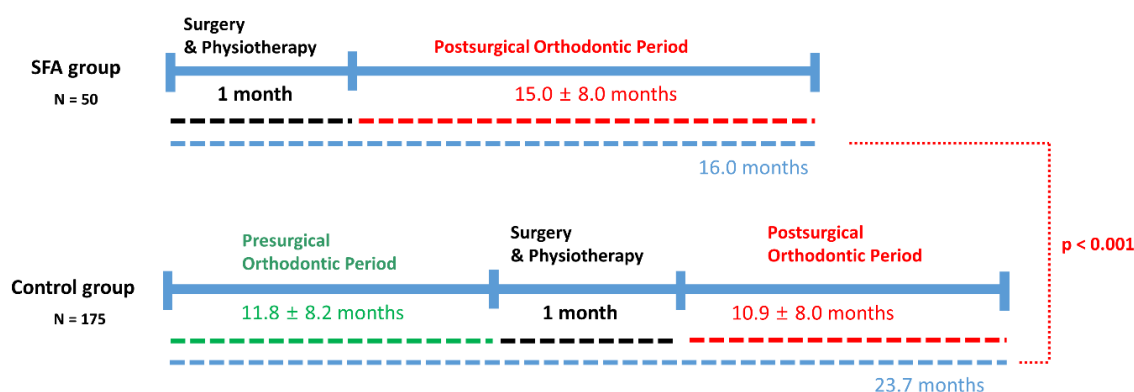 Surgery
& Physiotherapy
Postsurgical Orthodontic Period
SFA group
N = 50
1 month
15.0 ± 8.0 months
16.0 months
p < 0.001
Presurgical
Orthodontic Period
Surgery
& Physiotherapy
Postsurgical
Orthodontic Period
Control group
N = 175
11.8 ± 8.2 months
1 month
10.9 ± 8.0 months
23.7 months